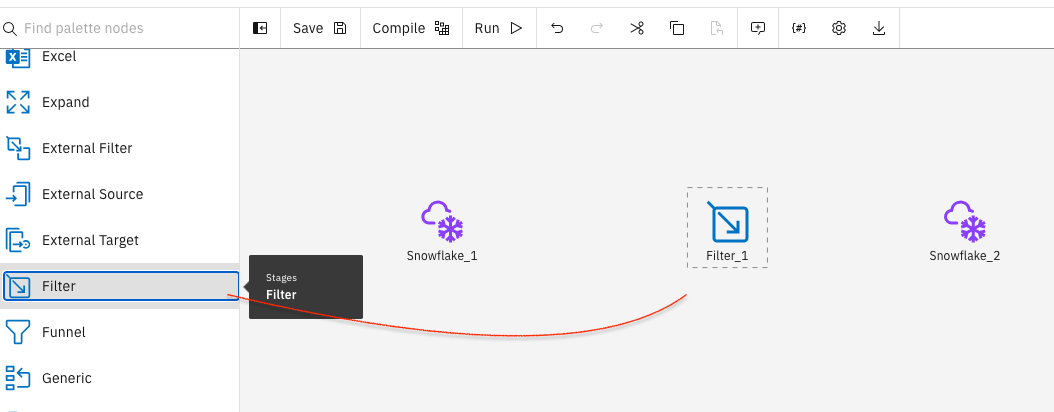 Find palette nodes
Save
Compile
Run
{#}
Excel
Expand
External Filter
External Source
External Target
Filter
Funnel
Generic
Stages
Filter
Snowflake_1
Filter_1
Snowflake_2